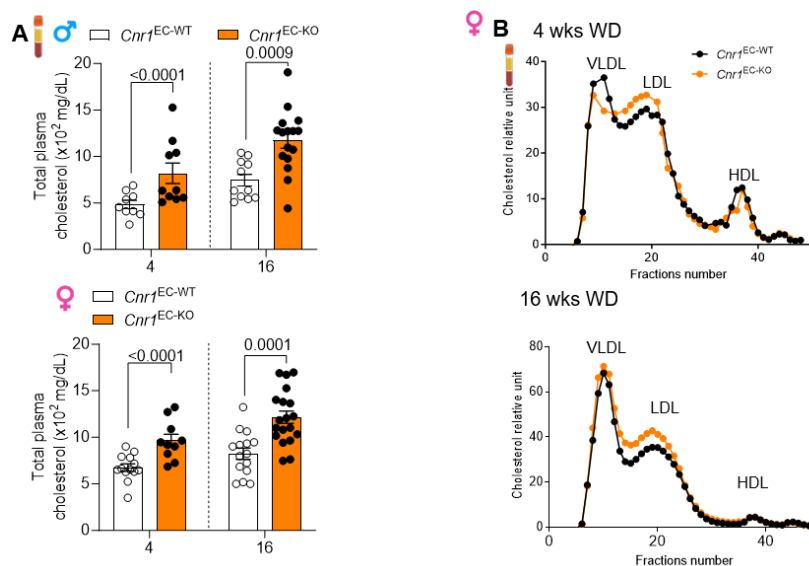 A ♂ Cnr1EC-WT Cnr1EC-KO
<0.0001 0.0009
Total plasma
cholesterol (x10² mg/dL)
20
15
10
5
0
4 16
♀ Cnr1EC-WT
Cnr1EC-KO
<0.0001 0.0001
Total plasma
cholesterol (x10² mg/dL)
20
15
10
5
0
4 16
♀ B 4 wks WD
Cnr1EC-WT
Cnr1EC-KO
VLDL
LDL
HDL
Cholesterol relative unit
40
30
20
10
0
0 20 40
Fractions number
16 wks WD
VLDL
LDL
HDL
Cholesterol relative unit
80
60
40
20
0
0 20 40
Fractions number